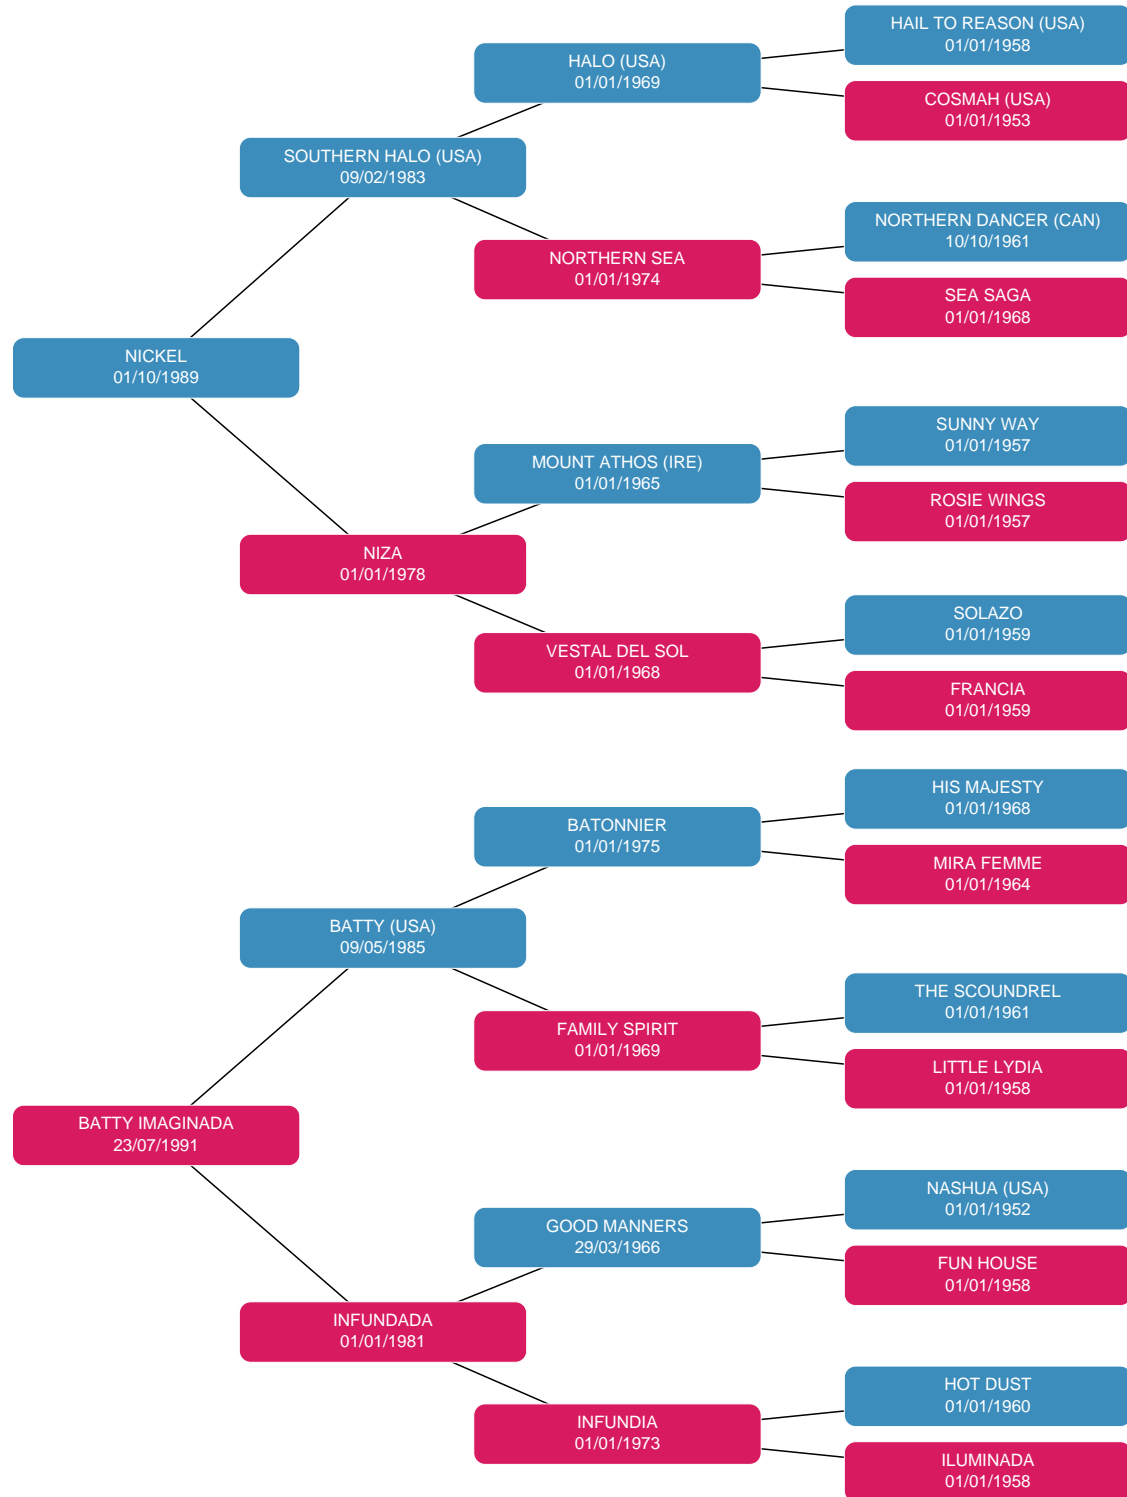 HAIL TO REASON (USA)
01/01/1958
HALO (USA)
01/01/1969
COSMAH (USA)
01/01/1953
SOUTHERN HALO (USA)
09/02/1983
NORTHERN DANCER (CAN)
10/10/1961
NORTHERN SEA
01/01/1974
SEA SAGA
01/01/1968
NICKEL
01/10/1989
SUNNY WAY
01/01/1957
MOUNT ATHOS (IRE)
01/01/1965
ROSIE WINGS
01/01/1957
NIZA
01/01/1978
SOLAZO
01/01/1959
VESTAL DEL SOL
01/01/1968
FRANCIA
01/01/1959
HIS MAJESTY
01/01/1968
BATONNIER
01/01/1975
MIRA FEMME
01/01/1964
BATTY (USA)
09/05/1985
THE SCOUNDREL
01/01/1961
FAMILY SPIRIT
01/01/1969
LITTLE LYDIA
01/01/1958
BATTY IMAGINADA
23/07/1991
NASHUA (USA)
01/01/1952
GOOD MANNERS
29/03/1966
FUN HOUSE
01/01/1958
INFUNDADA
01/01/1981
HOT DUST
01/01/1960
INFUNDIA
01/01/1973
ILUMINADA
01/01/1958